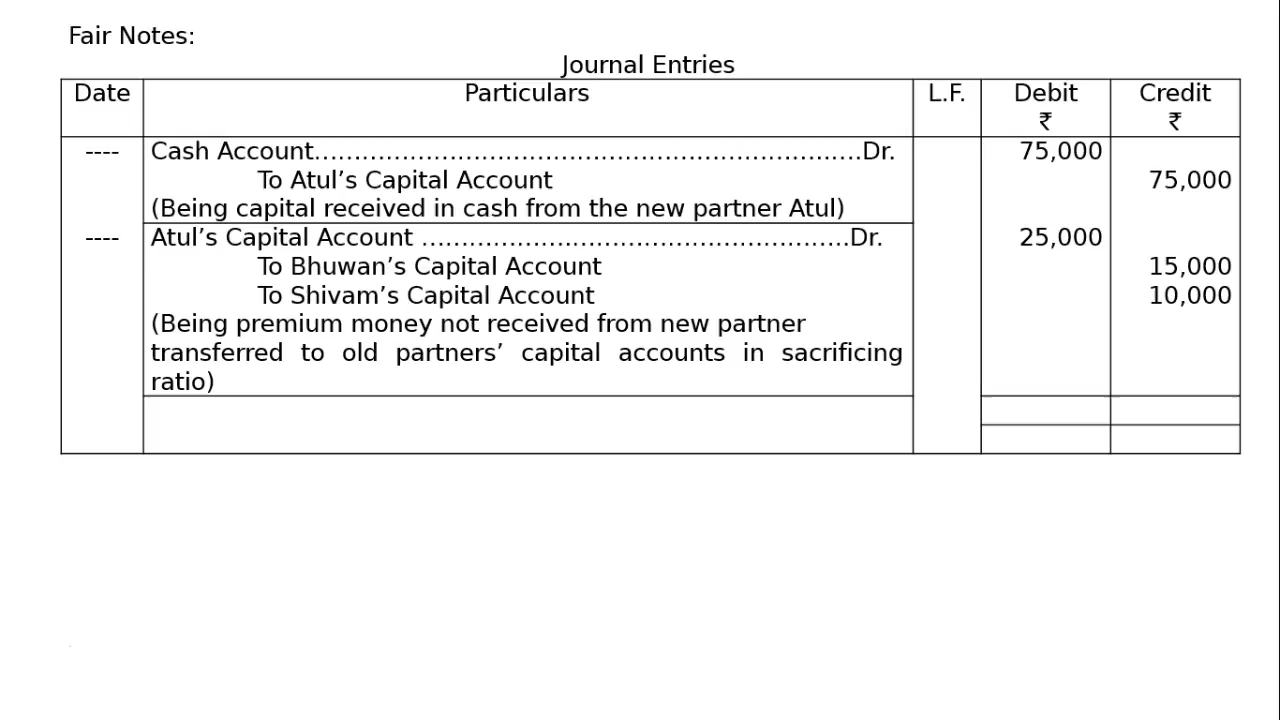 Fair Notes:
Journal Entries
Date Particulars L.F. Debit Credit
₹ ₹
---- Cash Account…………………………………………………………….Dr. 75,000
To Atul’s Capital Account 75,000
(Being capital received in cash from the new partner Atul)
---- Atul’s Capital Account ………………………………………………Dr. 25,000
To Bhuwan’s Capital Account 15,000
To Shivam’s Capital Account 10,000
(Being premium money not received from new partner
transferred to old partners’ capital accounts in sacrificing
ratio)